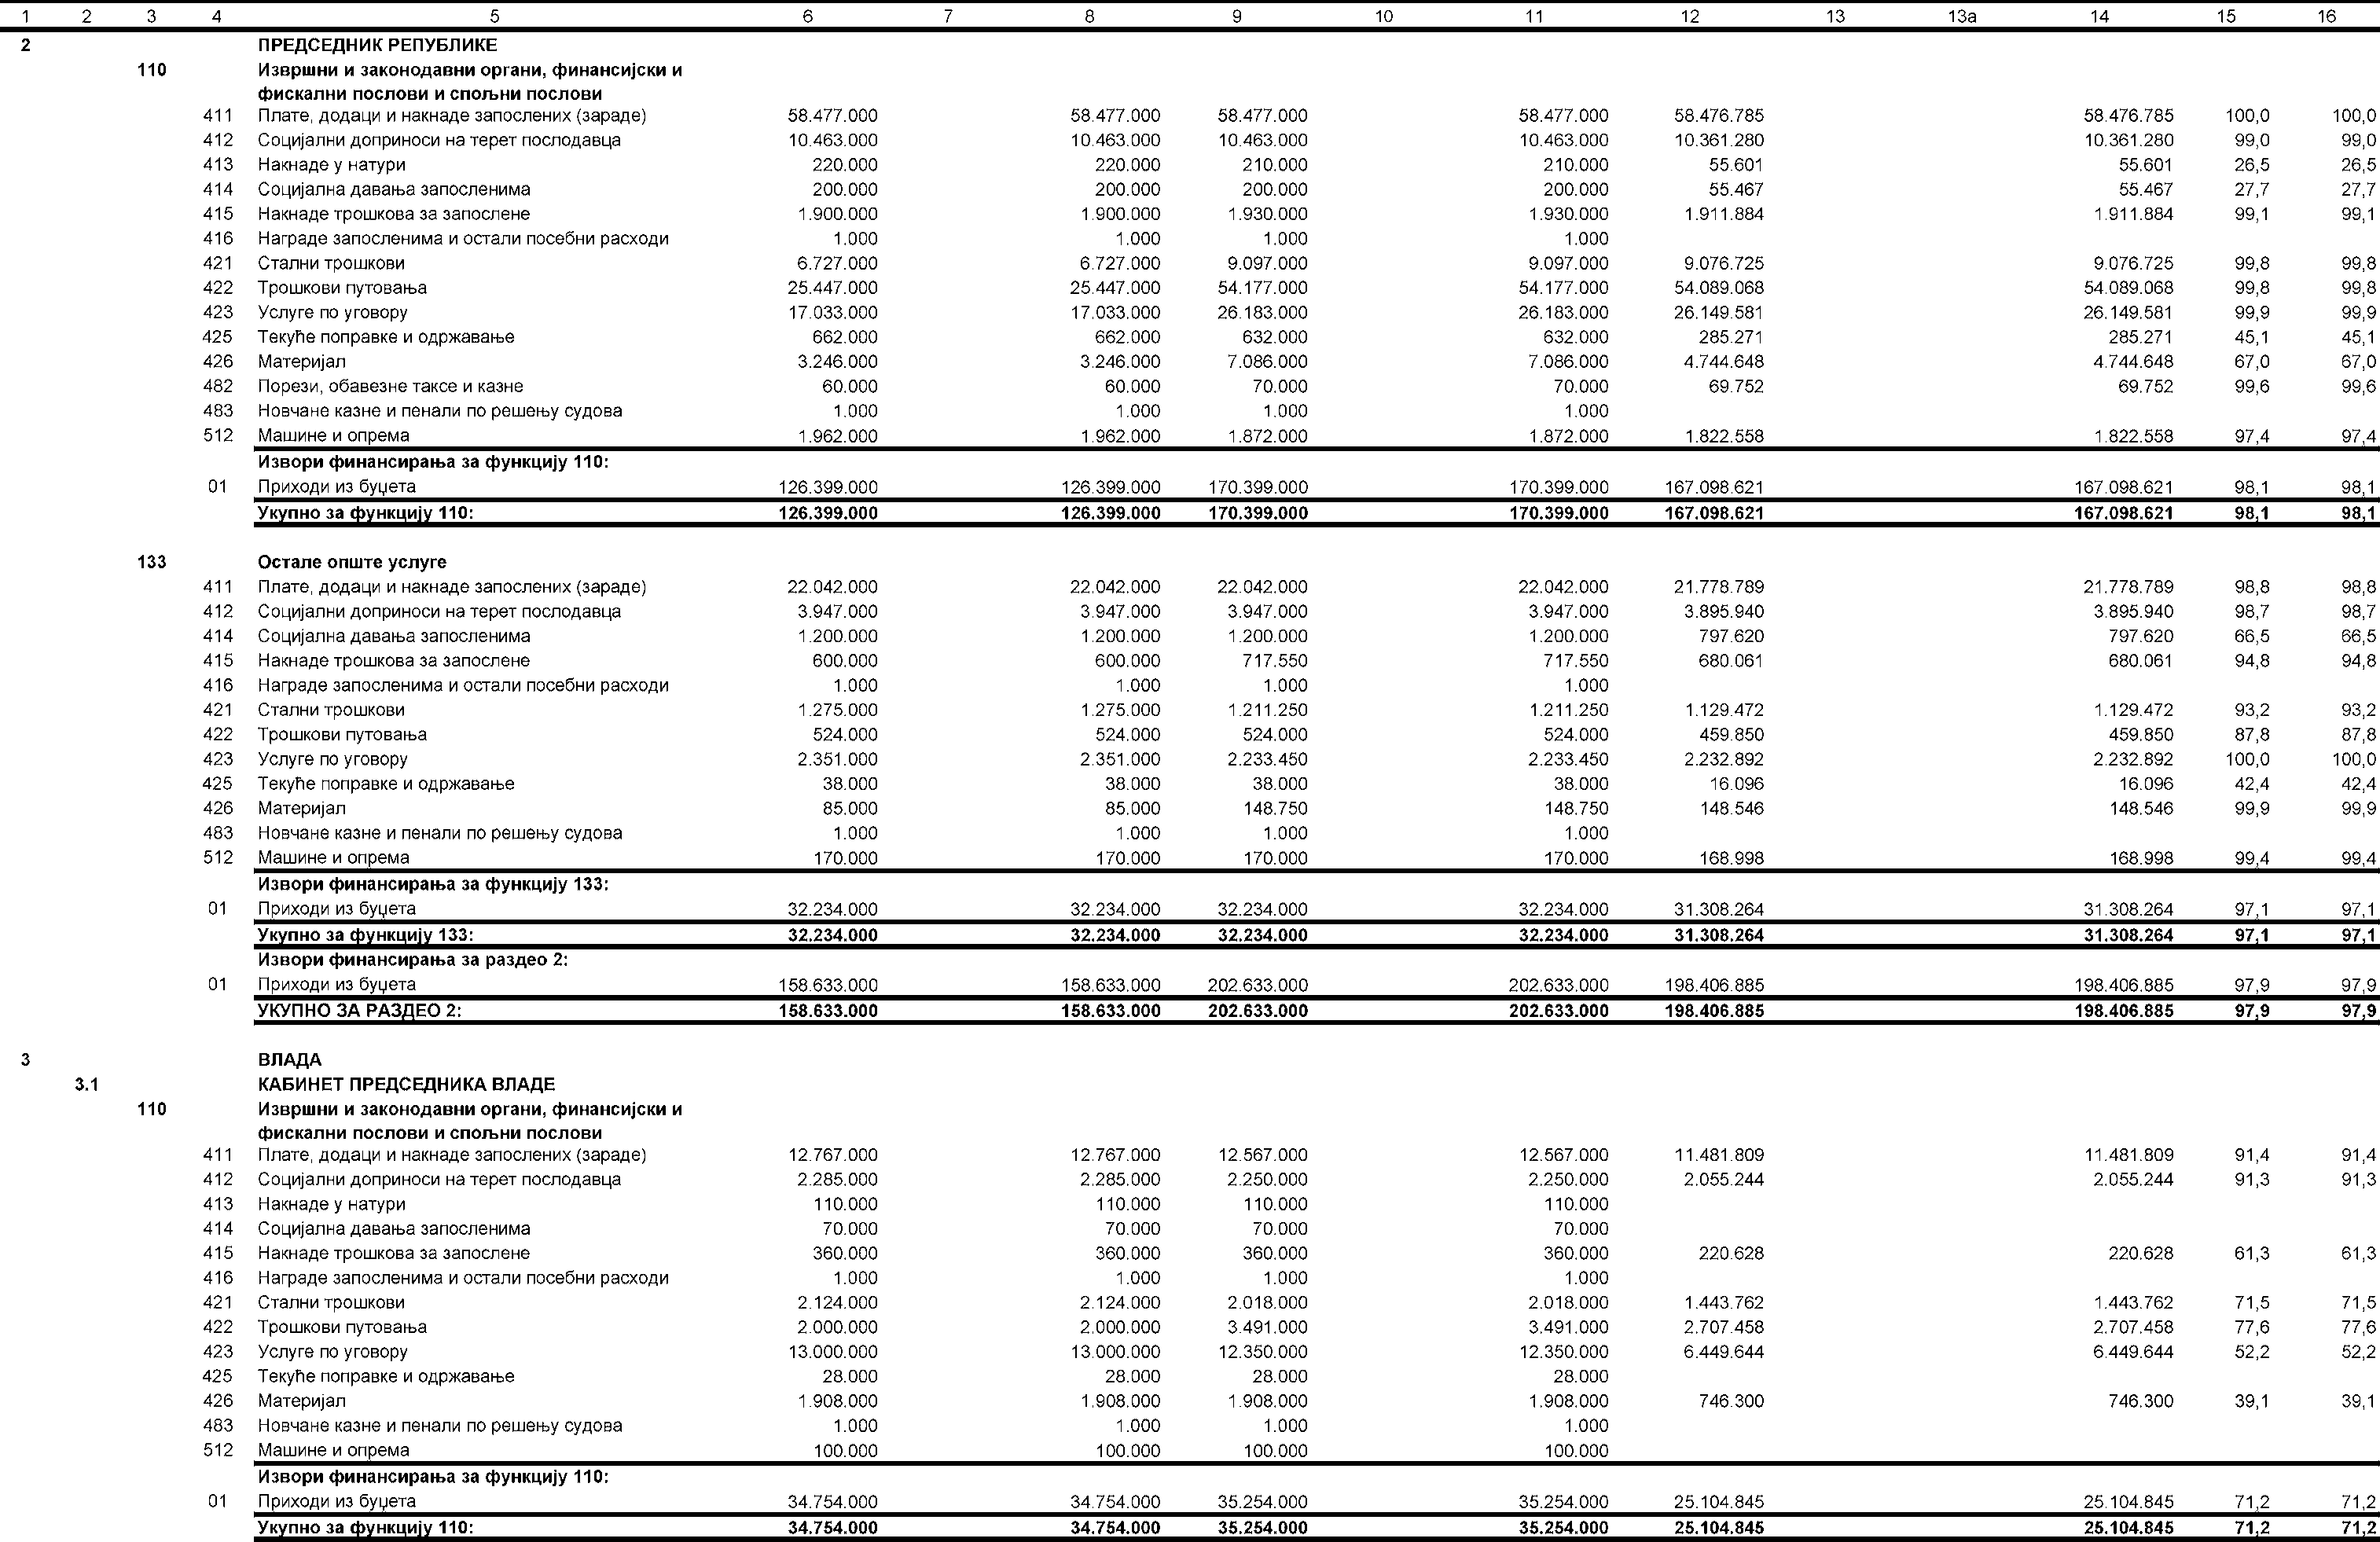 1 2 3 4 5 6 7 8 9 10 11 12 13 13a 14 15 16
2 ПРЕДСЕДНИК РЕПУБЛИКЕ
110 Извршни и законодавни органи, финансијски и
фискални послови и спољни послови
411 Плате, додаци и накнаде запослених (зараде) 58.477.000 58.477.000 58.477.000 58.477.000 58.476.785 58.476.785 100,0 100,0
412 Социјални доприноси на терет послодавца 10.463.000 10.463.000 10.463.000 10.463.000 10.361.280 10.361.280 99,0 99,0
413 Накнаде у натури 220.000 220.000 210.000 210.000 55.601 55.601 26,5 26,5
414 Социјална давања запосленима 200.000 200.000 200.000 200.000 55.467 55.467 27,7 27,7
415 Накнаде трошкова за запослене 1.900.000 1.900.000 1.930.000 1.930.000 1.911.884 1.911.884 99,1 99,1
416 Награде запосленима и остали посебни расходи 1.000 1.000 1.000 1.000
421 Стални трошкови 6.727.000 6.727.000 9.097.000 9.097.000 9.076.725 9.076.725 99,8 99,8
422 Трошкови путовања 25.447.000 25.447.000 54.177.000 54.177.000 54.089.068 54.089.068 99,8 99,8
423 Услуге по уговору 17.033.000 17.033.000 26.183.000 26.183.000 26.149.581 26.149.581 99,9 99,9
425 Текуће поправке и одржавање 662.000 662.000 632.000 632.000 285.271 285.271 45,1 45,1
426 Материјал 3.246.000 3.246.000 7.086.000 7.086.000 4.744.648 4.744.648 67,0 67,0
482 Порези, обавезне таксе и казне 60.000 60.000 70.000 70.000 69.752 69.752 99,6 99,6
483 Новчане казне и пенали по решењу судова 1.000 1.000 1.000 1.000
512 Машине и опрема 1.962.000 1.962.000 1.872.000 1.872.000 1.822.558 1.822.558 97,4 97,4
Извори финансирања за функцију 110:
01 Приходи из буџета 126.399.000 126.399.000 170.399.000 170.399.000 167.098.621 167.098.621 98,1 98,1
Укупно за функцију 110: 126.399.000 126.399.000 170.399.000 170.399.000 167.098.621 167.098.621 98,1 98,1
133 Остале опште услуге
411 Плате, додаци и накнаде запослених (зараде) 22.042.000 22.042.000 22.042.000 22.042.000 21.778.789 21.778.789 98,8 98,8
412 Социјални доприноси на терет послодавца 3.947.000 3.947.000 3.947.000 3.947.000 3.895.940 3.895.940 98,7 98,7
414 Социјална давања запосленима 1.200.000 1.200.000 1.200.000 1.200.000 797.620 797.620 66,5 66,5
415 Накнаде трошкова за запослене 600.000 600.000 717.550 717.550 680.061 680.061 94,8 94,8
416 Награде запосленима и остали посебни расходи 1.000 1.000 1.000 1.000
421 Стални трошкови 1.275.000 1.275.000 1.211.250 1.211.250 1.129.472 1.129.472 93,2 93,2
422 Трошкови путовања 524.000 524.000 524.000 524.000 459.850 459.850 87,8 87,8
423 Услуге по уговору 2.351.000 2.351.000 2.233.450 2.233.450 2.232.892 2.232.892 100,0 100,0
425 Текуће поправке и одржавање 38.000 38.000 38.000 38.000 16.096 16.096 42,4 42,4
426 Материјал 85.000 85.000 148.750 148.750 148.546 148.546 99,9 99,9
483 Новчане казне и пенали по решењу судова 1.000 1.000 1.000 1.000
512 Машине и опрема 170.000 170.000 170.000 170.000 168.998 168.998 99,4 99,4
Извори финансирања за функцију 133:
01 Приходи из буџета 32.234.000 32.234.000 32.234.000 32.234.000 31.308.264 31.308.264 97,1 97,1
Укупно за функцију 133: 32.234.000 32.234.000 32.234.000 32.234.000 31.308.264 31.308.264 97,1 97,1
Извори финансирања за раздео 2:
01 Приходи из буџета 158.633.000 158.633.000 202.633.000 202.633.000 198.406.885 198.406.885 97,9 97,9
УКУПНО ЗА РАЗДЕО 2: 158.633.000 158.633.000 202.633.000 202.633.000 198.406.885 198.406.885 97,9 97,9
3 ВЛАДА
3.1 КАБИНЕТ ПРЕДСЕДНИКА ВЛАДЕ
110 Извршни и законодавни органи, финансијски и
фискални послови и спољни послови
411 Плате, додаци и накнаде запослених (зараде) 12.767.000 12.767.000 12.567.000 12.567.000 11.481.809 11.481.809 91,4 91,4
412 Социјални доприноси на терет послодавца 2.285.000 2.285.000 2.250.000 2.250.000 2.055.244 2.055.244 91,3 91,3
413 Накнаде у натури 110.000 110.000 110.000 110.000
414 Социјална давања запосленима 70.000 70.000 70.000 70.000
415 Накнаде трошкова за запослене 360.000 360.000 360.000 360.000 220.628 220.628 61,3 61,3
416 Награде запосленима и остали посебни расходи 1.000 1.000 1.000 1.000
421 Стални трошкови 2.124.000 2.124.000 2.018.000 2.018.000 1.443.762 1.443.762 71,5 71,5
422 Трошкови путовања 2.000.000 2.000.000 3.491.000 3.491.000 2.707.458 2.707.458 77,6 77,6
423 Услуге по уговору 13.000.000 13.000.000 12.350.000 12.350.000 6.449.644 6.449.644 52,2 52,2
425 Текуће поправке и одржавање 28.000 28.000 28.000 28.000
426 Материјал 1.908.000 1.908.000 1.908.000 1.908.000 746.300 746.300 39,1 39,1
483 Новчане казне и пенали по решењу судова 1.000 1.000 1.000 1.000
512 Машине и опрема 100.000 100.000 100.000 100.000
Извори финансирања за функцију 110:
01 Приходи из буџета 34.754.000 34.754.000 35.254.000 35.254.000 25.104.845 25.104.845 71,2 71,2
Укупно за функцију 110: 34.754.000 34.754.000 35.254.000 35.254.000 25.104.845 25.104.845 71,2 71,2